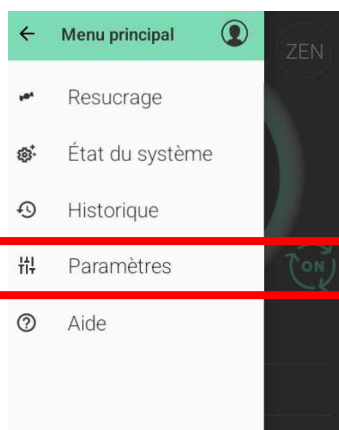 Menu principal
ZEN
Resucrage
État du système
Historique
Paramètres
ON
Aide